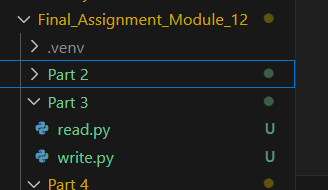 Final_Assignment_Module_12
.venv
Part 2
Part 3
read.py U
write.py U
Part 4